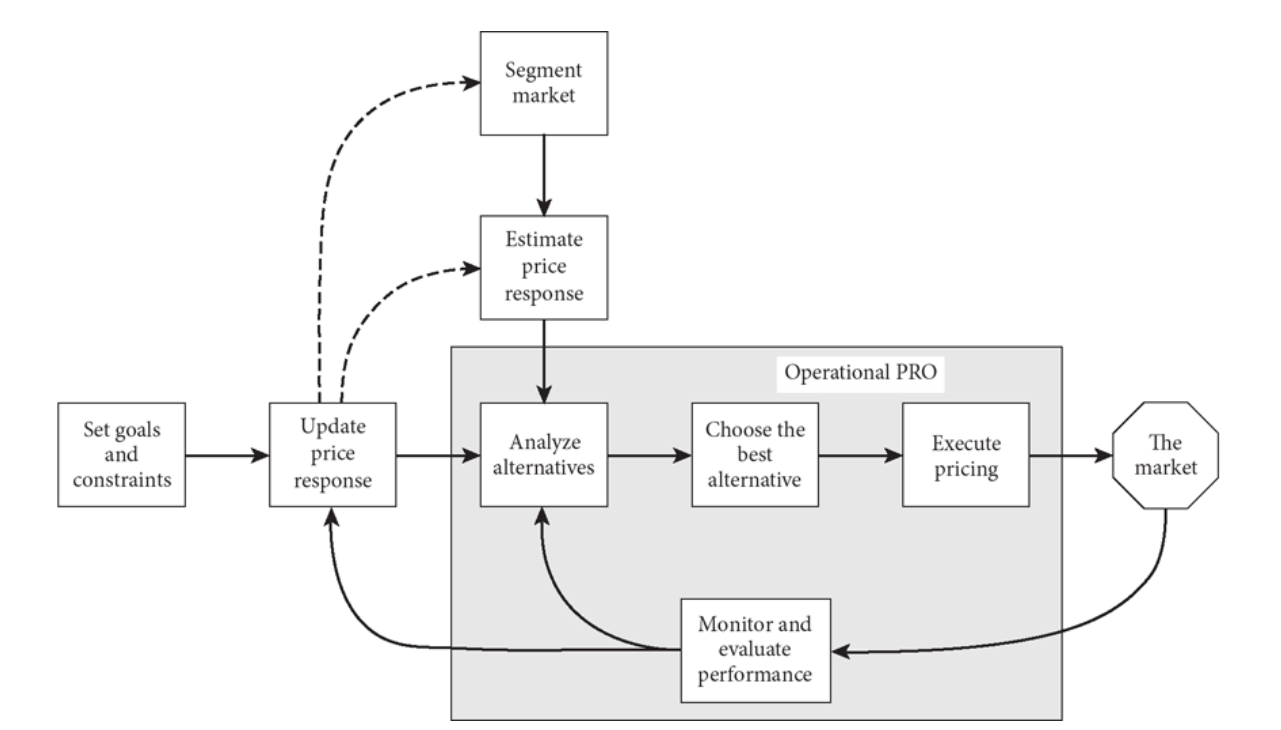 Segment
market
Estimate
price
response
Operational PRO
Set goals
and
constraints
Update
price
response
Analyze
alternatives
Choose the
best
alternative
Execute
pricing
The
market
Monitor and
evaluate
performance